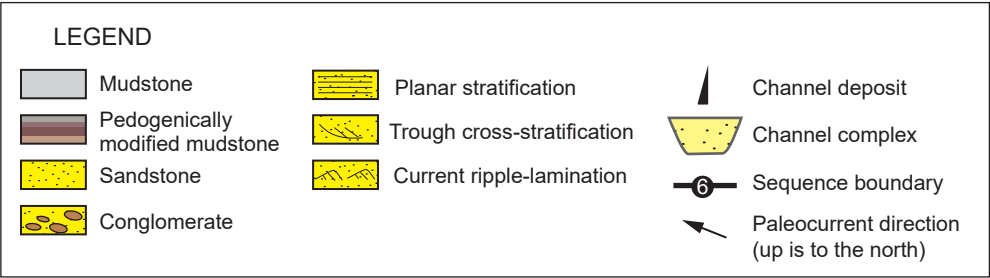 LEGEND
Mudstone
Pedogenically
modified mudstone
Sandstone
Conglomerate
Planar stratification
Trough cross-stratification
Current ripple-lamination
Channel deposit
Channel complex
6
Sequence boundary
Paleocurrent direction
(up is to the north)